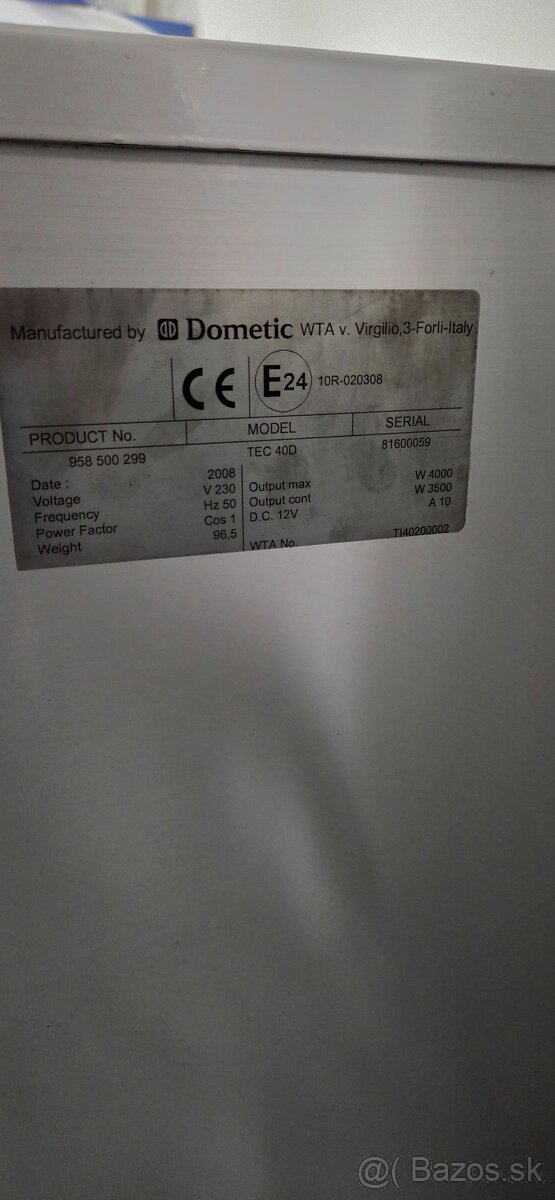 Manufactured by Dometic WTA v. Virgilio,3-Forli-Italy
CE E24 10R-020308
PRODUCT No. MODEL SERIAL
958 500 299 TEC 40D 81600059
Date : 2008 Output max W 4000
Voltage V 230 Output cont W 3500
Frequency Hz 50 D.C. 12V A 10
Power Factor Cos 1
Weight 96,5 WTA No. TI40200002
@( Bazos.sk